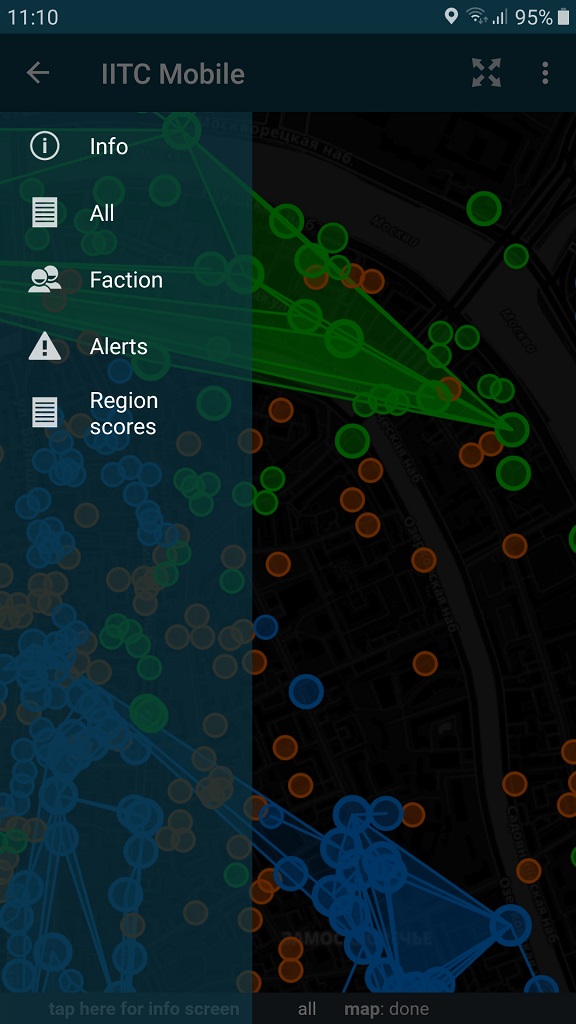 11:10
95%
IITC Mobile
Info
All
Faction
Alerts
Region
scores
Москворецкая наб.
Москва
Москва
наб
ЗАМОСКВОРЕЧЬЕ
tap here for info screen
all
map: done